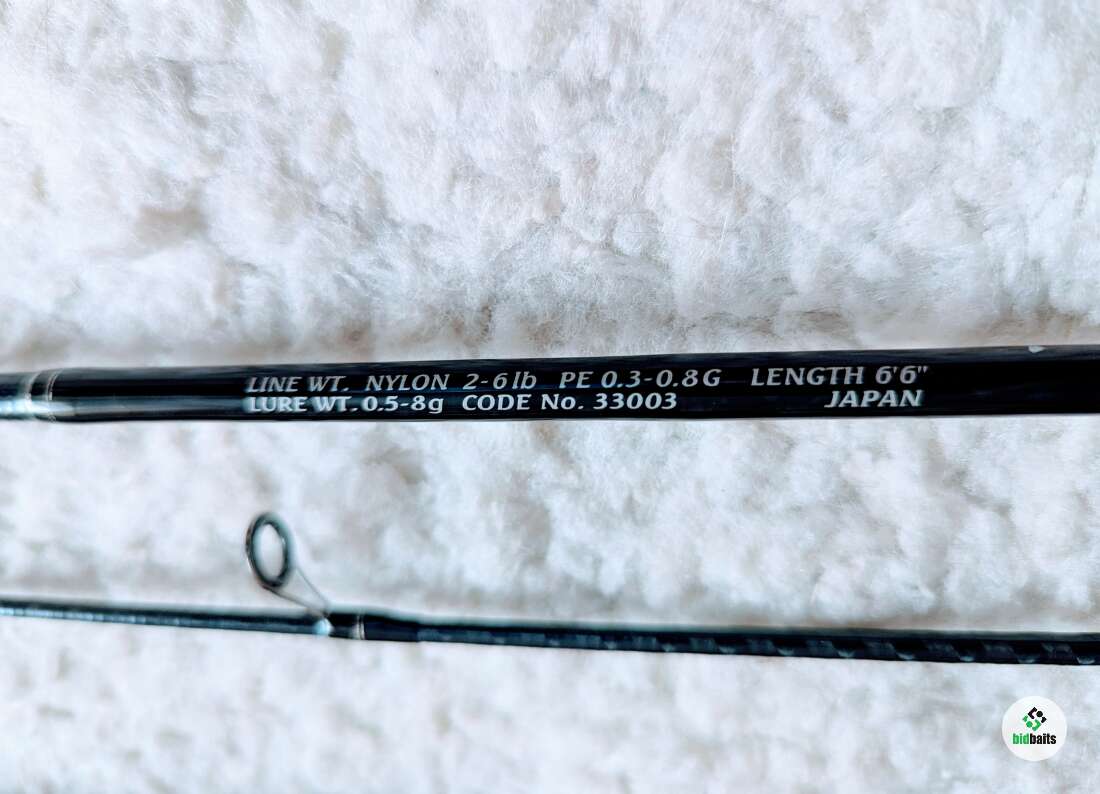 LINE WT. NYLON 2-6lb PE 0.3-0.8G LENGTH 6'6"
LURE WT. 0.5-8g CODE No. 33003 JAPAN
bidbaits